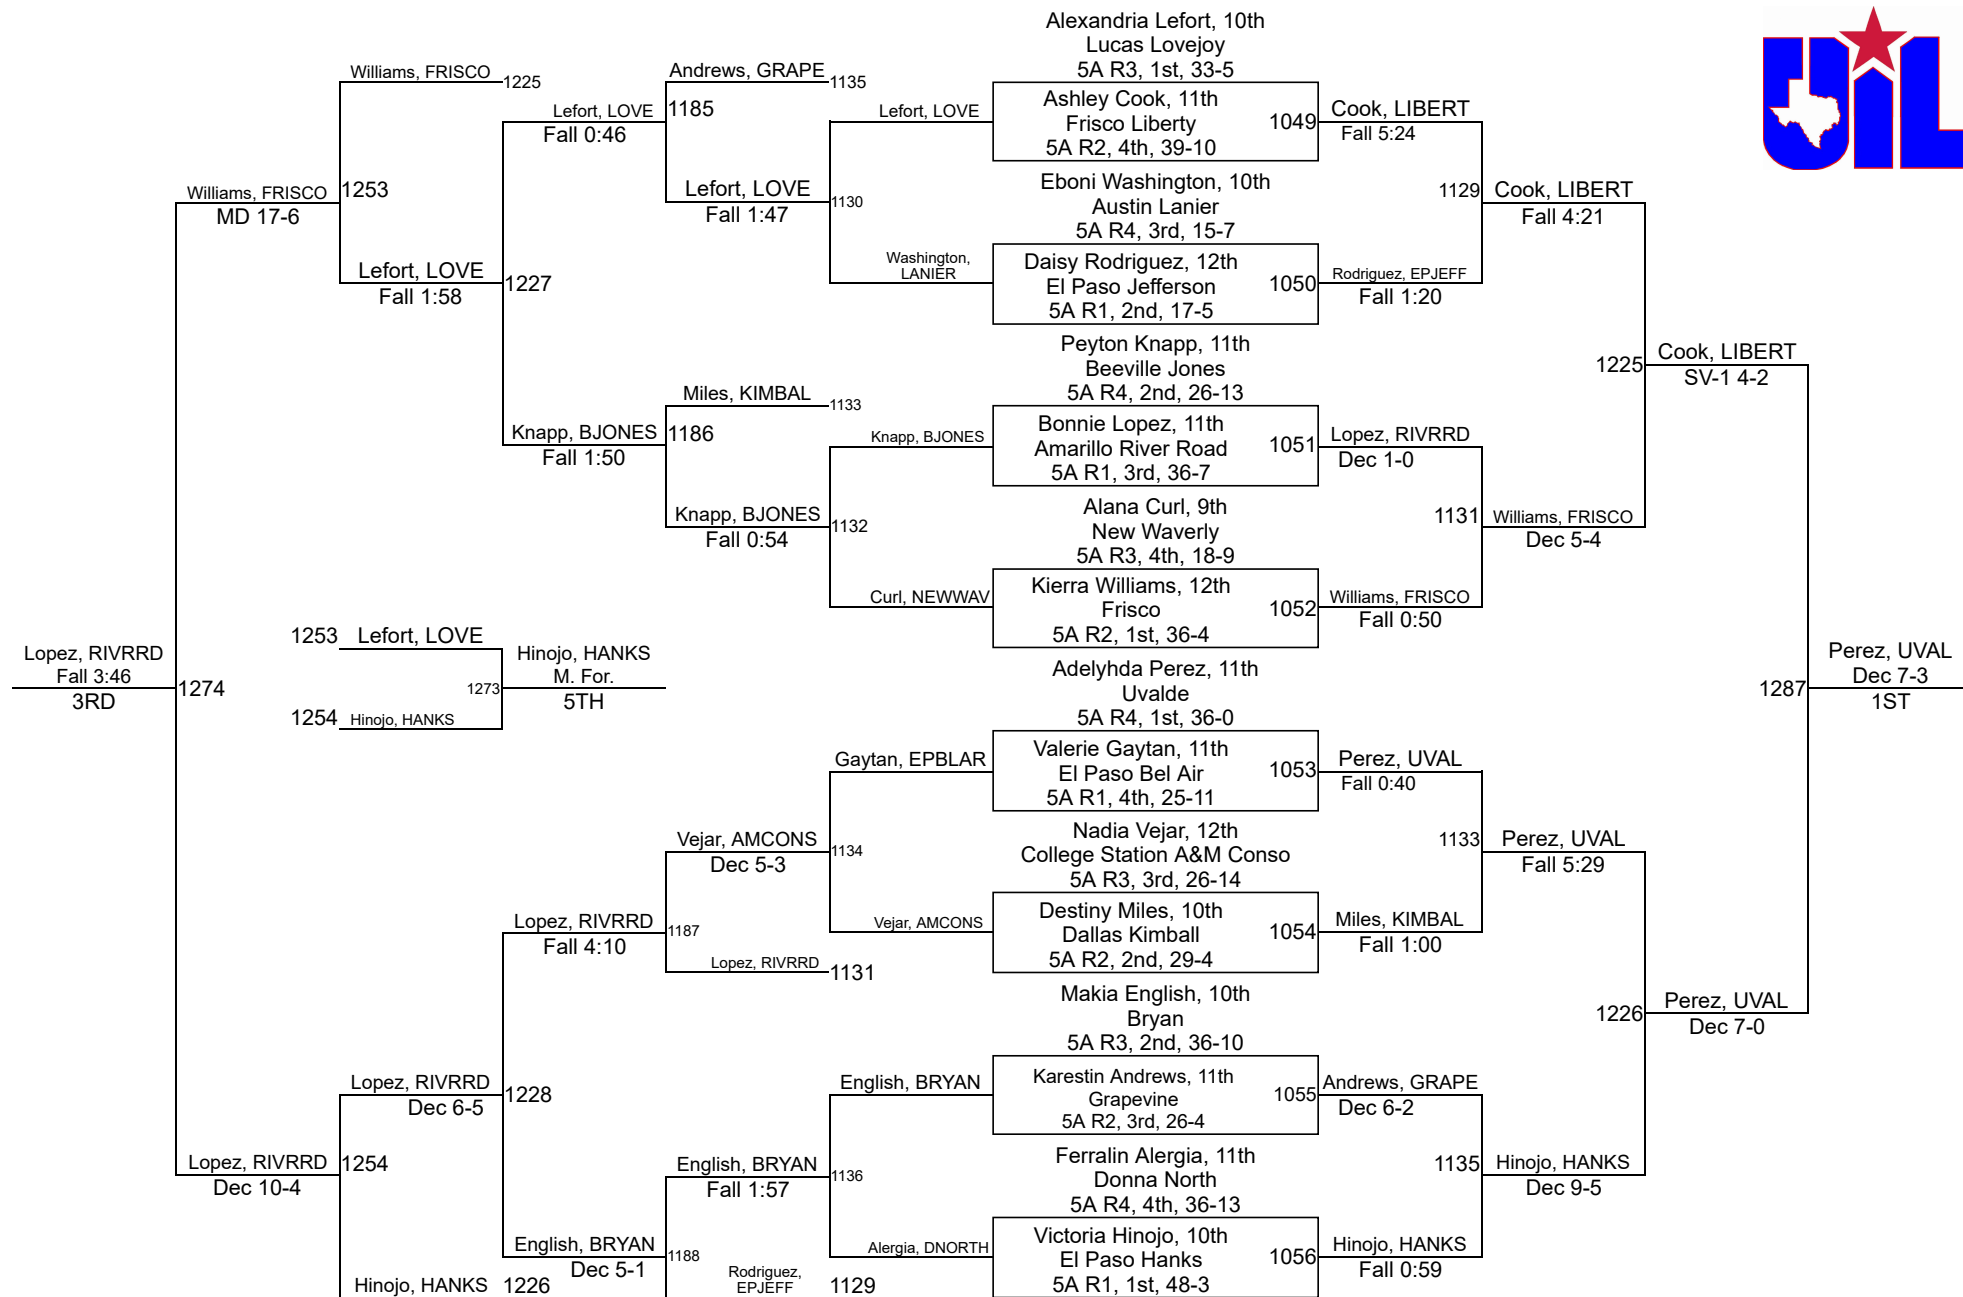 Alexandria Lefort, 10th
Lucas Lovejoy
5A R3, 1st, 33-5
UIL
Williams, FRISCO
1225
Andrews, GRAPE
1135
Lefort, LOVE
Fall 0:46
1185
Lefort, LOVE
Ashley Cook, 11th
Frisco Liberty
5A R2, 4th, 39-10
1049
Cook, LIBERT
Fall 5:24
Williams, FRISCO
MD 17-6
1253
Lefort, LOVE
Fall 1:47
1130
Eboni Washington, 10th
Austin Lanier
5A R4, 3rd, 15-7
1129
Cook, LIBERT
Fall 4:21
Lefort, LOVE
Fall 1:58
1227
Washington,
LANIER
Daisy Rodriguez, 12th
El Paso Jefferson
5A R1, 2nd, 17-5
1050
Rodriguez, EPJEFF
Fall 1:20
Peyton Knapp, 11th
Beeville Jones
5A R4, 2nd, 26-13
1225
Cook, LIBERT
SV-1 4-2
Miles, KIMBAL
1133
Knapp, BJONES
Fall 1:50
1186
Knapp, BJONES
Bonnie Lopez, 11th
Amarillo River Road
5A R1, 3rd, 36-7
1051
Lopez, RIVRRD
Dec 1-0
Knapp, BJONES
Fall 0:54
1132
Alana Curl, 9th
New Waverly
5A R3, 4th, 18-9
1131
Williams, FRISCO
Dec 5-4
Curl, NEWWAV
Kierra Williams, 12th
Frisco
5A R2, 1st, 36-4
1052
Williams, FRISCO
Fall 0:50
1253
Lefort, LOVE
Lopez, RIVRRD
Fall 3:46
3RD
1274
1273
Hinojo, HANKS
M. For.
5TH
1254
Hinojo, HANKS
Adelyhda Perez, 11th
Uvalde
5A R4, 1st, 36-0
1287
Perez, UVAL
Dec 7-3
1ST
Gaytan, EPBLAR
Valerie Gaytan, 11th
El Paso Bel Air
5A R1, 4th, 25-11
1053
Perez, UVAL
Fall 0:40
Vejar, AMCONS
Dec 5-3
1134
Nadia Vejar, 12th
College Station A&M Conso
5A R3, 3rd, 26-14
1133
Perez, UVAL
Fall 5:29
Lopez, RIVRRD
Fall 4:10
1187
Vejar, AMCONS
Destiny Miles, 10th
Dallas Kimball
5A R2, 2nd, 29-4
1054
Miles, KIMBAL
Fall 1:00
Lopez, RIVRRD
1131
Makia English, 10th
Bryan
5A R3, 2nd, 36-10
1226
Perez, UVAL
Dec 7-0
Lopez, RIVRRD
Dec 6-5
1228
English, BRYAN
Karestin Andrews, 11th
Grapevine
5A R2, 3rd, 26-4
1055
Andrews, GRAPE
Dec 6-2
Lopez, RIVRRD
Dec 10-4
1254
English, BRYAN
Fall 1:57
1136
Ferralin Alergia, 11th
Donna North
5A R4, 4th, 36-13
1135
Hinojo, HANKS
Dec 9-5
English, BRYAN
Dec 5-1
1188
Alergia, DNORTH
Victoria Hinojo, 10th
El Paso Hanks
5A R1, 1st, 48-3
1056
Hinojo, HANKS
Fall 0:59
Hinojo, HANKS
1226
Rodriguez,
EPJEFF
1129